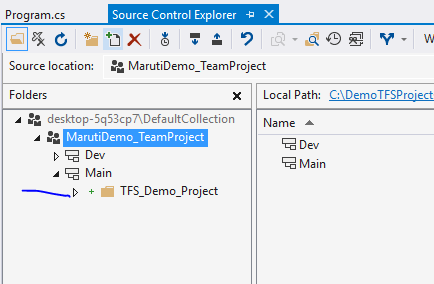 Program.cs Source Control Explorer
Source location: MarutiDemo_TeamProject
Folders
Local Path: C:\DemoTFSProject
desktop-5q53cp7\DefaultCollection
MarutiDemo_TeamProject
Dev
Main
+ TFS_Demo_Project
Name
Dev
Main